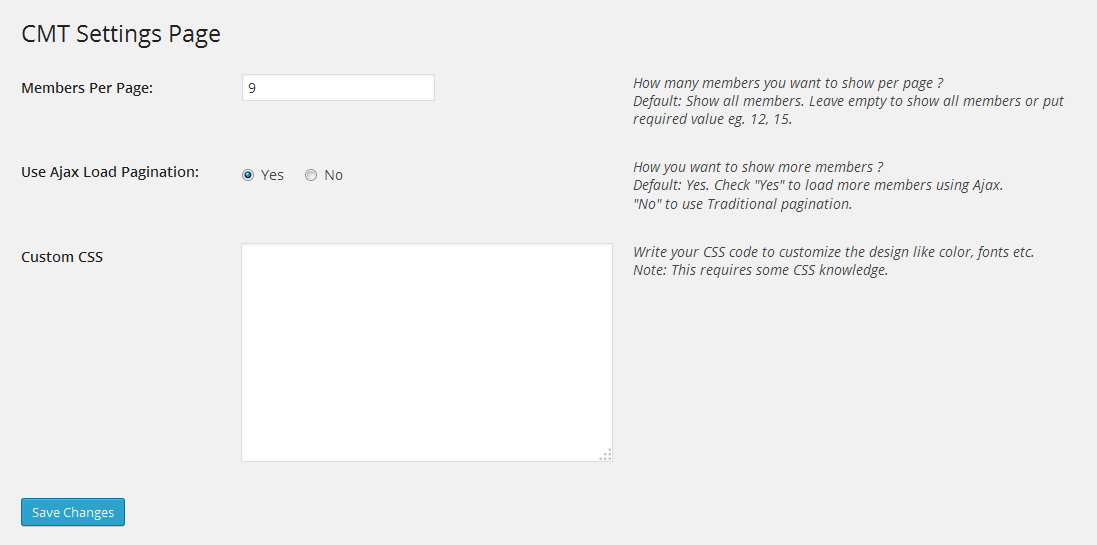 CMT Settings Page
Members Per Page:
9
How many members you want to show per page ?
Default: Show all members. Leave empty to show all members or put
required value eg. 12, 15.
Use Ajax Load Pagination:
Yes No
How you want to show more members ?
Default: Yes. Check "Yes" to load more members using Ajax.
"No" to use Traditional pagination.
Custom CSS
Write your CSS code to customize the design like color, fonts etc.
Note: This requires some CSS knowledge.
Save Changes